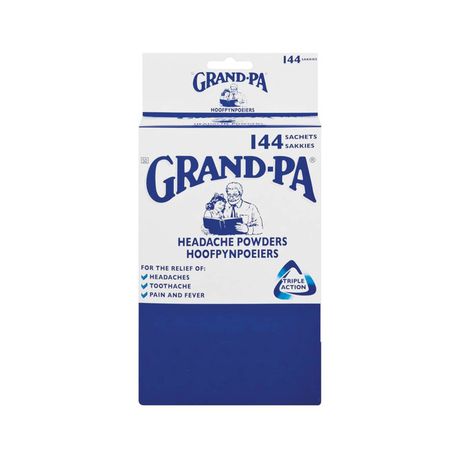 144 SAKKIES
GRAND-PA®
HOOFPYNPOEIERS
144 SACHETS
SAKKIES
GRAND-PA®
HEADACHE POWDERS
HOOFPYNPOEIERS
FOR THE RELIEF OF:
HEADACHES
TOOTHACHE
PAIN AND FEVER
TRIPLE
ACTION